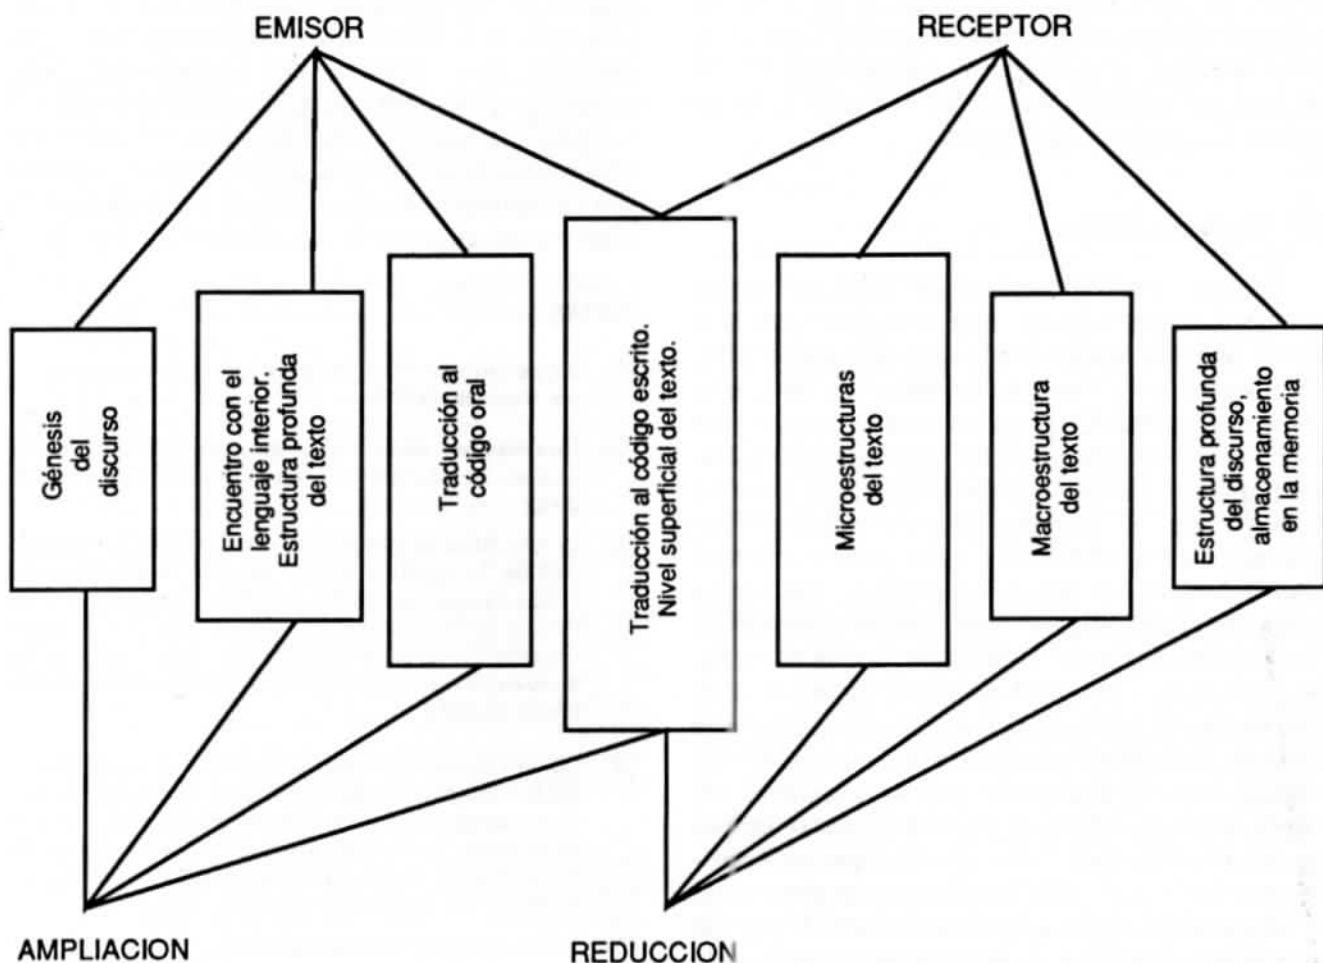 EMISOR
RECEPTOR
Génesis
del
discurso
Encuentro con el
lenguaje interior.
Estructura profunda
del texto
Traducción al
código oral
Traducción al código escrito.
Nivel superficial del texto.
Microestructuras
del texto
Macroestructura
del texto
Estructura profunda
del discurso,
almacenamiento
en la memoria
AMPLIACION
REDUCCION